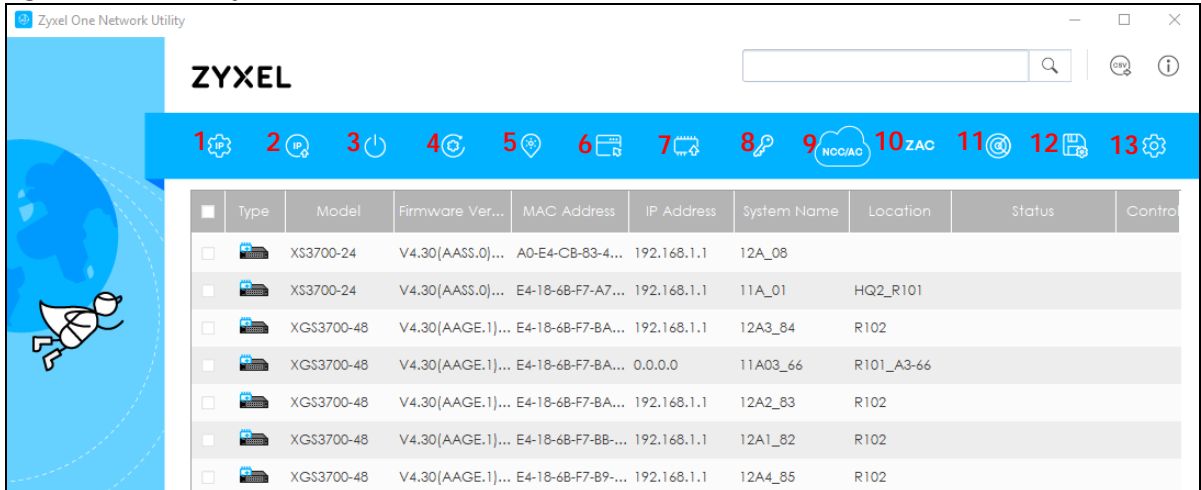 Zyxel One Network Utility
ZYXEL
CSV
1 IP 2 IP 3 4 5 6 7 8 9 NCC/AC 10 ZAC 11 12 13
Type Model Firmware Ver... MAC Address IP Address System Name Location Status Control
XS3700-24 V4.30(AASS.0)... A0-E4-CB-83-4... 192.168.1.1 12A_08
XS3700-24 V4.30(AASS.0)... E4-18-6B-F7-A7... 192.168.1.1 11A_01 HQ2_R101
XGS3700-48 V4.30(AAGE.1)... E4-18-6B-F7-BA... 192.168.1.1 12A3_84 R102
XGS3700-48 V4.30(AAGE.1)... E4-18-6B-F7-BA... 0.0.0.0 11A03_66 R101_A3-66
XGS3700-48 V4.30(AAGE.1)... E4-18-6B-F7-BA... 192.168.1.1 12A2_83 R102
XGS3700-48 V4.30(AAGE.1)... E4-18-6B-F7-BB-... 192.168.1.1 12A1_82 R102
XGS3700-48 V4.30(AAGE.1)... E4-18-6B-F7-B9-... 192.168.1.1 12A4_85 R102